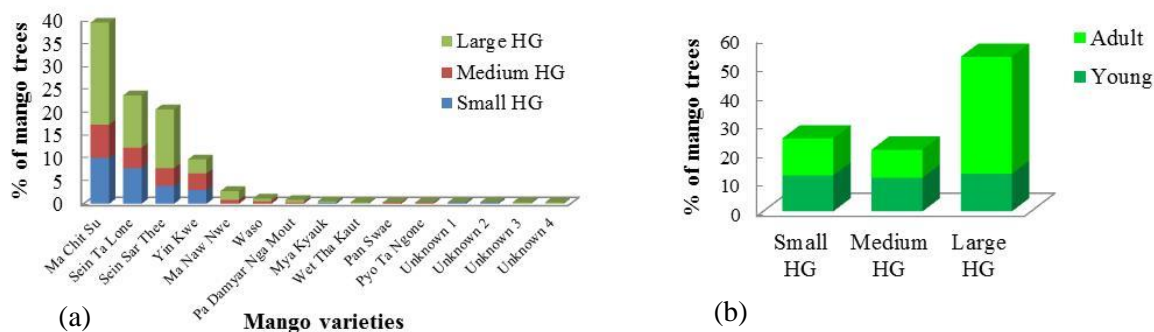 % of mango trees
40
35
30
25
20
15
10
5
0
Large HG
Medium HG
Small HG
Ma Chit Su
Sein Ta Lone
Sein Sar Thee
Yin Kwe
Ma Naw Nwe
Waso
Pa Damyar Nga Mout
Mya Kyauk
Wet Tha Kaut
Pan Swae
Pyo Ta Ngone
Unknown 1
Unknown 2
Unknown 3
Unknown 4
(a)
Mango varieties
% of mango trees
60
50
40
30
20
10
0
Adult
Young
Small HG
Medium HG
Large HG
(b)